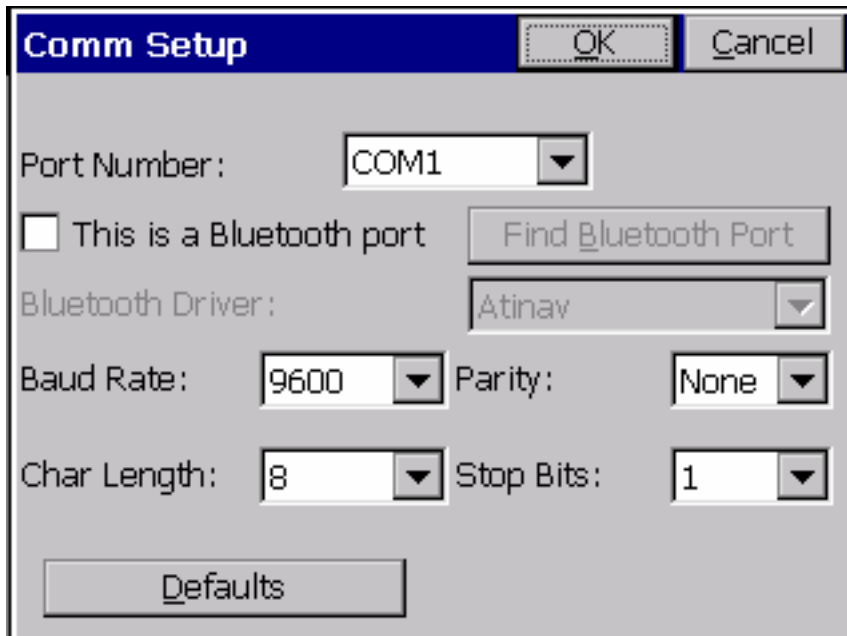 Comm Setup OK Cancel
Port Number: COM1
This is a Bluetooth port Find Bluetooth Port
Bluetooth Driver: Atinav
Baud Rate: 9600 Parity: None
Char Length: 8 Stop Bits: 1
Defaults